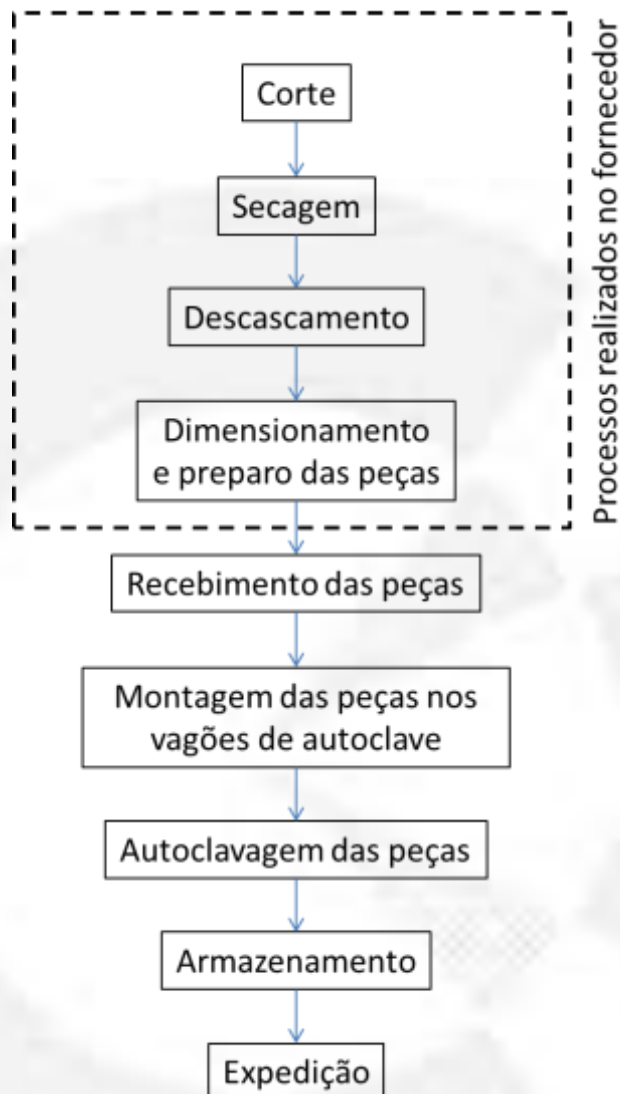 Corte
Secagem
Descascamento
Dimensionamento
e preparo das peças
Processos realizados no fornecedor
Recebimento das peças
Montagem das peças nos
vagões de autoclave
Autoclavagem das peças
Armazenamento
Expedição